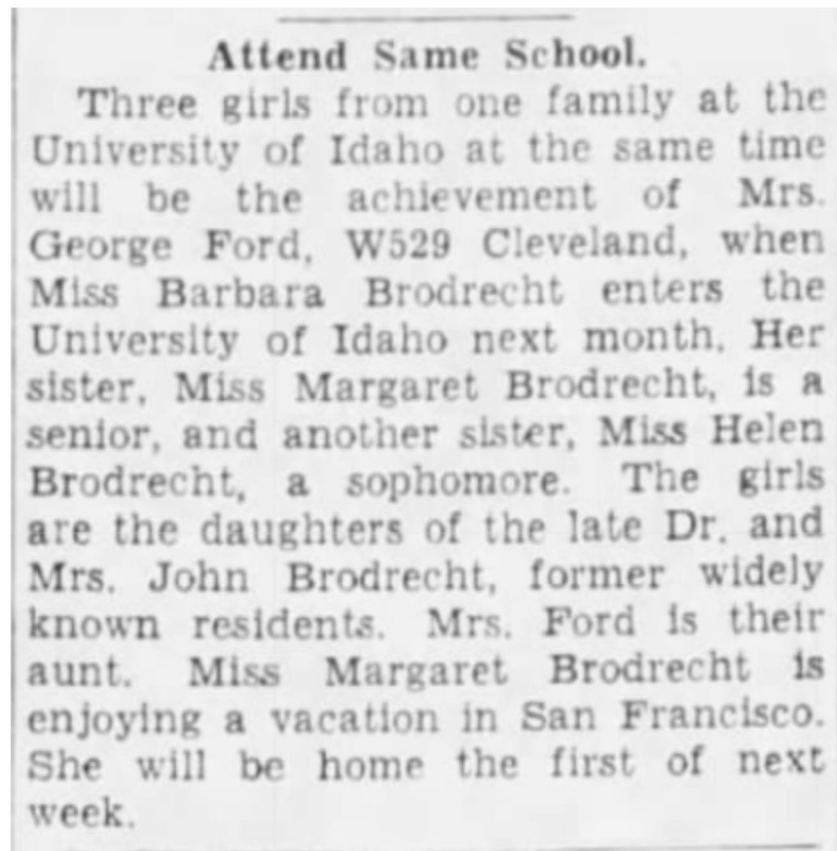 Attend Same School.
Three girls from one family at the
University of Idaho at the same time
will be the achievement of Mrs.
George Ford, W529 Cleveland, when
Miss Barbara Brodrecht enters the
University of Idaho next month. Her
sister, Miss Margaret Brodrecht, is a
senior, and another sister, Miss Helen
Brodrecht, a sophomore. The girls
are the daughters of the late Dr. and
Mrs. John Brodrecht, former widely
known residents. Mrs. Ford is their
aunt. Miss Margaret Brodrecht is
enjoying a vacation in San Francisco.
She will be home the first of next
week.